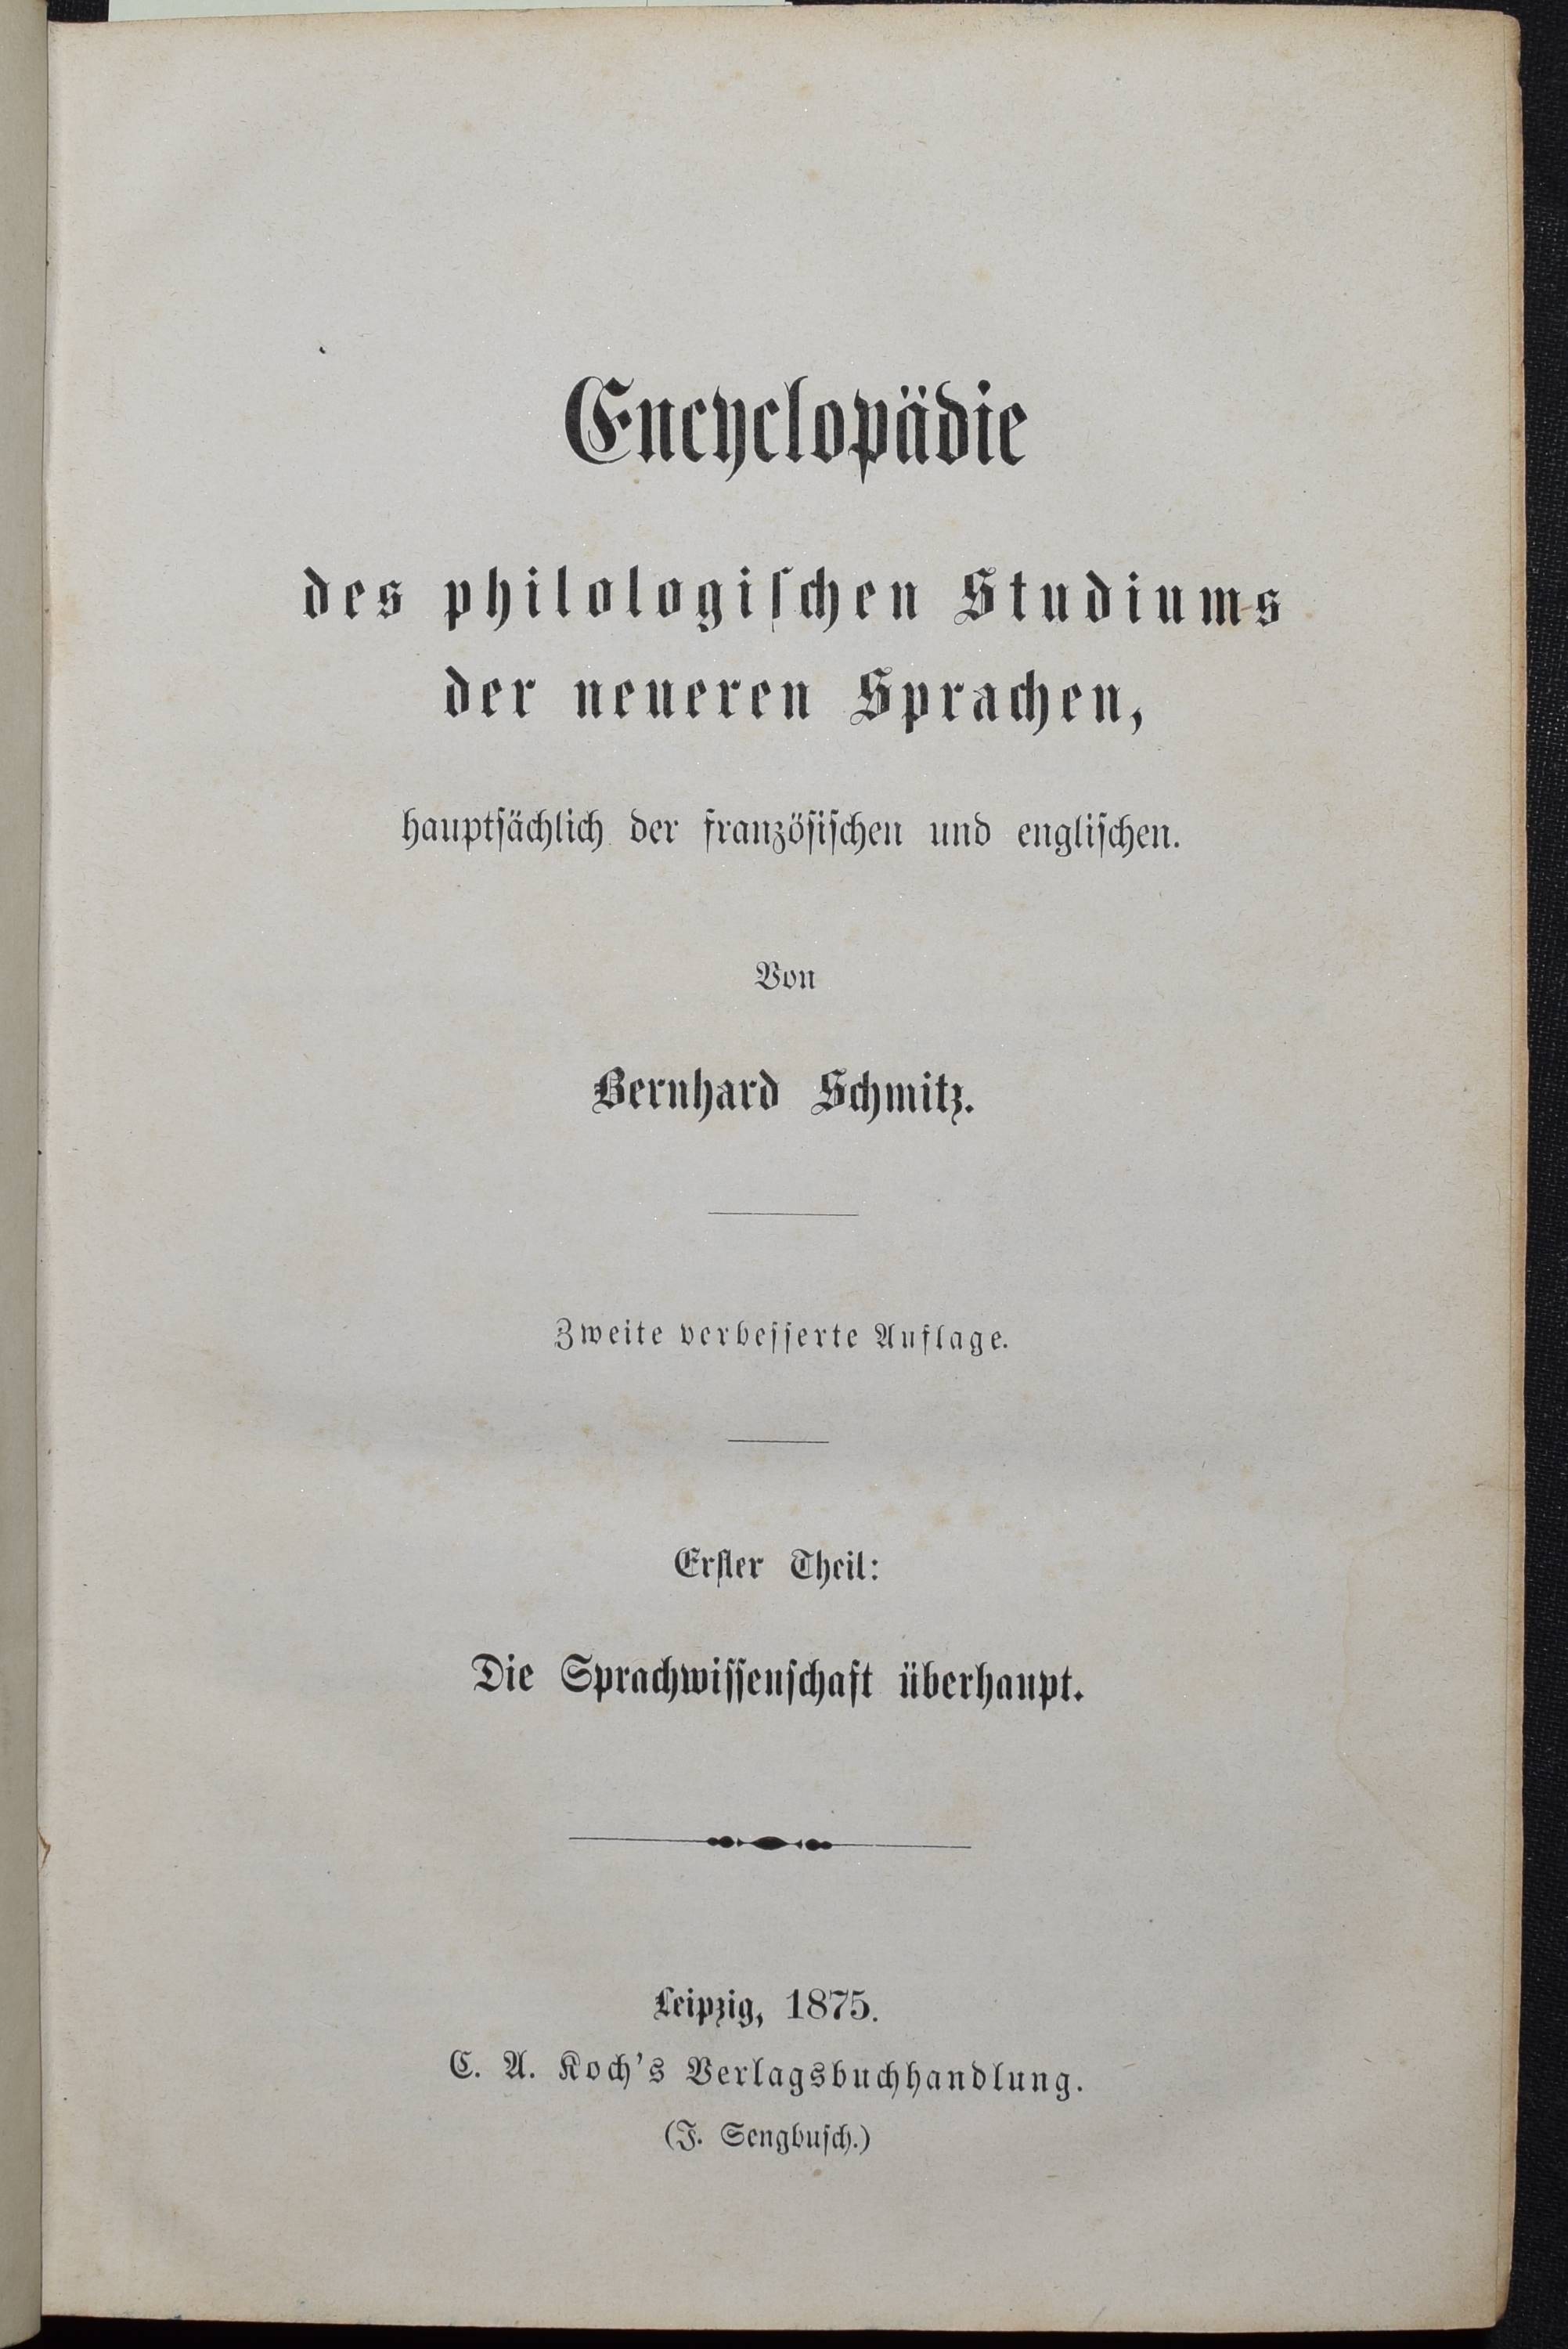 Encyclopädie
des philologiſchen Studiums
der neueren Sprachen,
hauptſächlich der franzöſiſchen und engliſchen.
Von
Bernhard Schmitz.
Zweite verbeſſerte Auflage.
Erſter Theil:
Die Sprachwiſſenſchaft überhaupt.
Leipzig, 1875.
C. A. Koch's Verlagsbuchhandlung.
(J. Sengbuſch.)